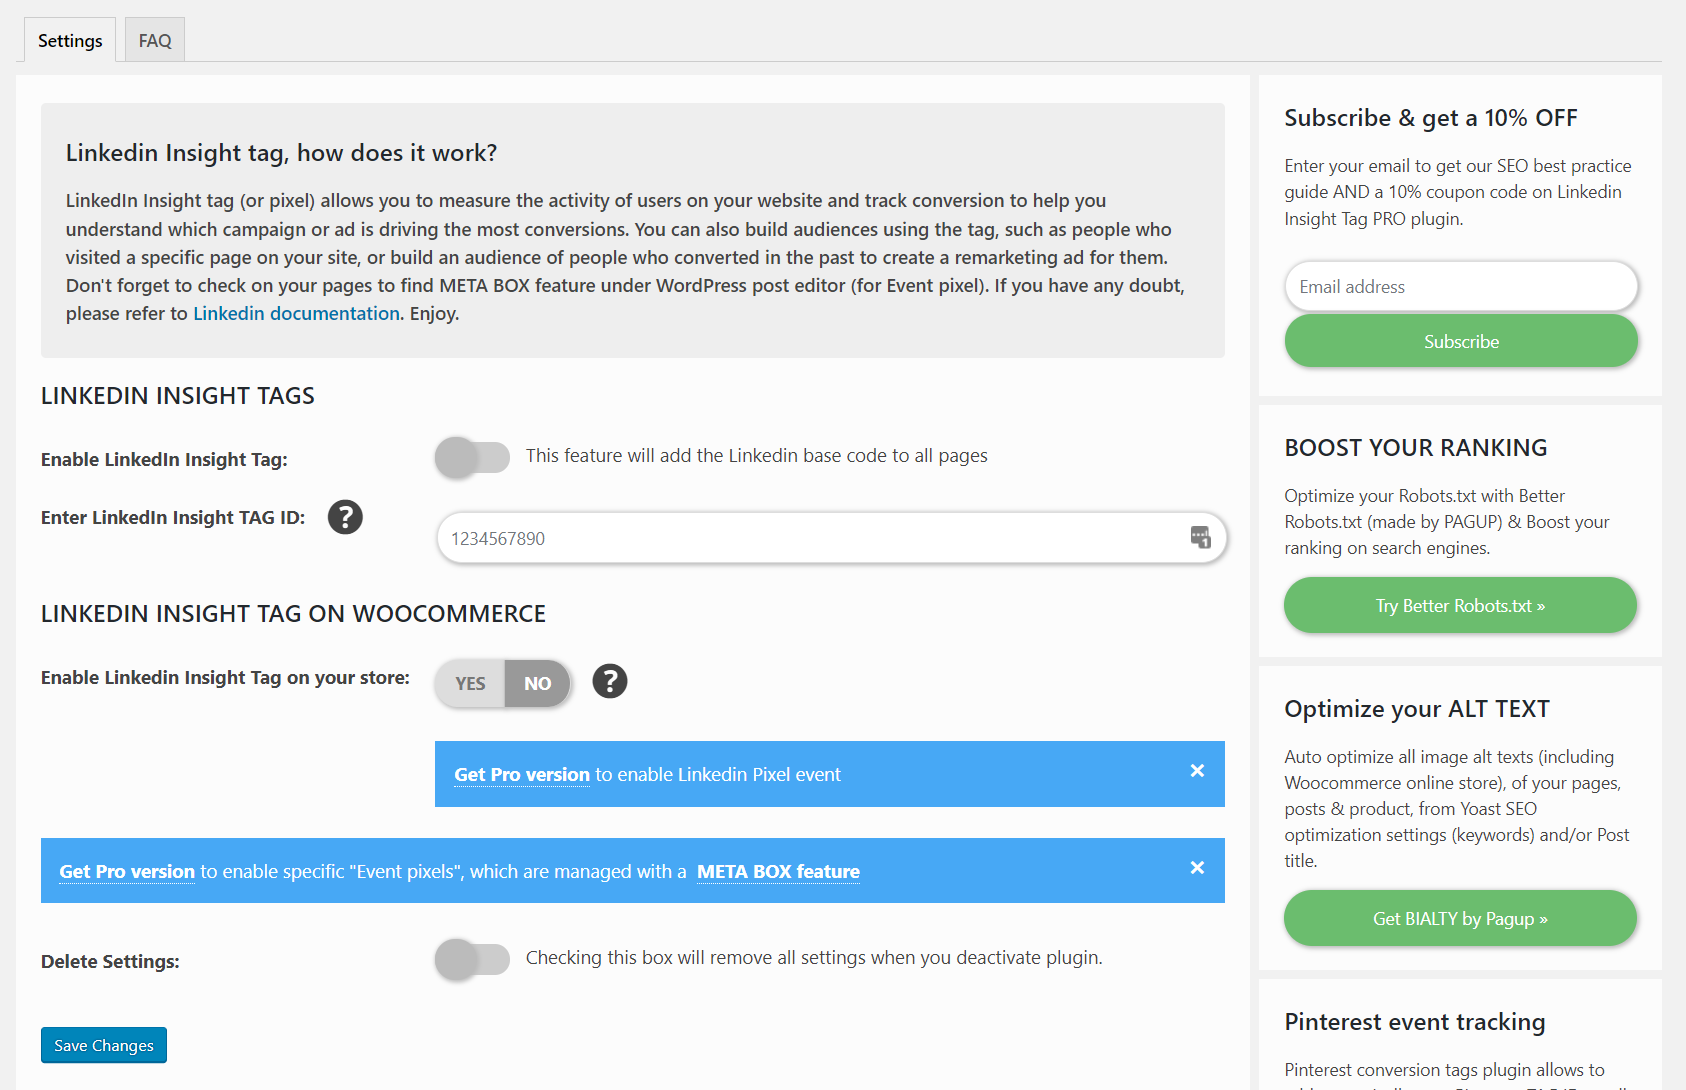 Settings
FAQ
Linkedin Insight tag, how does it work?
LinkedIn Insight tag (or pixel) allows you to measure the activity of users on your website and track conversion to help you
understand which campaign or ad is driving the most conversions. You can also build audiences using the tag, such as people who
visited a specific page on your site, or build an audience of people who converted in the past to create a remarketing ad for them.
Don't forget to check on your pages to find META BOX feature under WordPress post editor (for Event pixel). If you have any doubt,
please refer to Linkedin documentation. Enjoy.
LINKEDIN INSIGHT TAGS
Enable LinkedIn Insight Tag:
This feature will add the Linkedin base code to all pages
Enter LinkedIn Insight TAG ID:
?
1234567890
1
LINKEDIN INSIGHT TAG ON WOOCOMMERCE
Enable Linkedin Insight Tag on your store:
YES
NO
?
Get Pro version to enable Linkedin Pixel event
×
Get Pro version to enable specific "Event pixels", which are managed with a META BOX feature
×
Delete Settings:
Checking this box will remove all settings when you deactivate plugin.
Save Changes
Subscribe & get a 10% OFF
Enter your email to get our SEO best practice
guide AND a 10% coupon code on Linkedin
Insight Tag PRO plugin.
Email address
Subscribe
BOOST YOUR RANKING
Optimize your Robots.txt with Better
Robots.txt (made by PAGUP) & Boost your
ranking on search engines.
Try Better Robots.txt »
Optimize your ALT TEXT
Auto optimize all image alt texts (including
Woocommerce online store), of your pages,
posts & product, from Yoast SEO
optimization settings (keywords) and/or Post
title.
Get BIALTY by Pagup »
Pinterest event tracking
Pinterest conversion tags plugin allows to